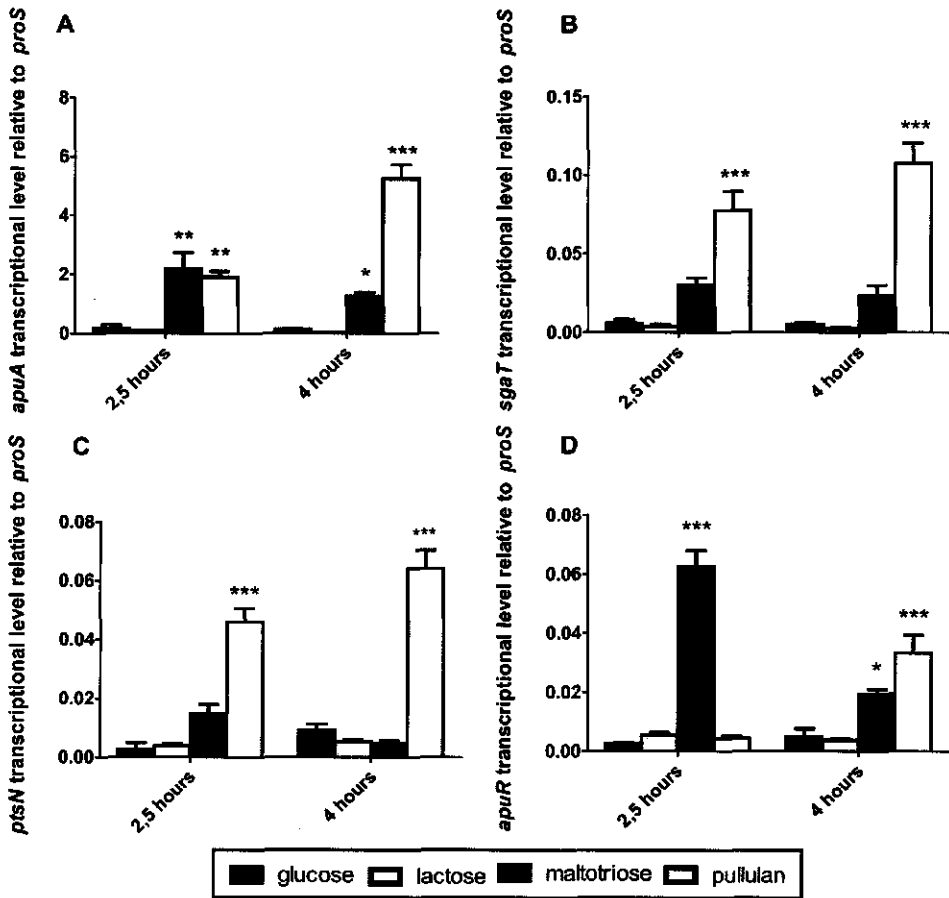 A
apuA transcriptional level relative to proS
8
6
4
2
0
**
**
*
***
2,5 hours
4 hours
B
sgaT transcriptional level relative to proS
0.15
0.10
0.05
0.00
***
***
2,5 hours
4 hours
C
ptsN transcriptional level relative to proS
0.08
0.06
0.04
0.02
0.00
***
***
2,5 hours
4 hours
D
apuR transcriptional level relative to proS
0.08
0.06
0.04
0.02
0.00
***
*
***
2,5 hours
4 hours
glucose lactose maltotriose pullulan